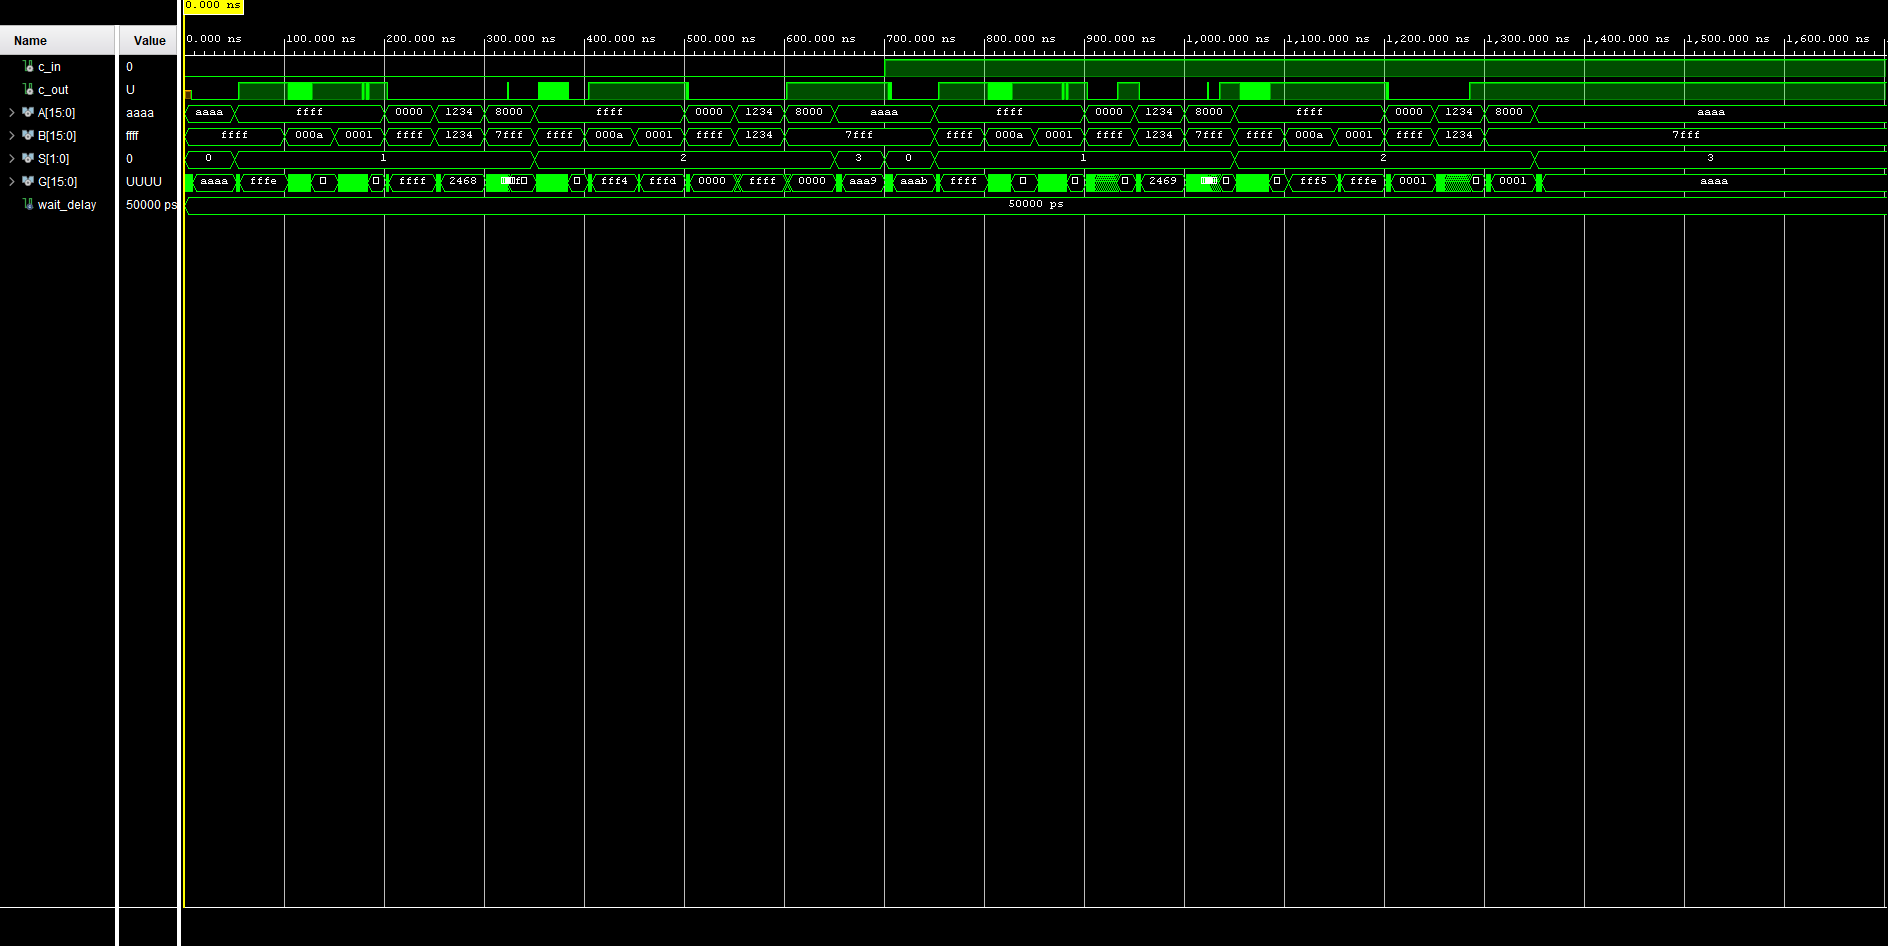 0.000 ns
Name Value 0.000 ns 100.000 ns 200.000 ns 300.000 ns 400.000 ns 500.000 ns 600.000 ns 700.000 ns 800.000 ns 900.000 ns 1,000.000 ns 1,100.000 ns 1,200.000 ns 1,300.000 ns 1,400.000 ns 1,500.000 ns 1,600.000 ns
c_in 0
c_out U
A[15:0] aaaa aaaa ffff 0000 1234 8000 ffff 0000 1234 8000 aaaa ffff 0000 1234 8000 ffff 0000 1234 8000 aaaa
B[15:0] ffff ffff 000a 0001 ffff 1234 7fff ffff 000a 0001 ffff 1234 7fff ffff 000a 0001 ffff 1234 7fff ffff 000a 0001 ffff 1234 7fff
S[1:0] 0 0 1 2 3 0 1 2 3
G[15:0] UUUU aaaa fffe ffff 2468 fff4 fffd 0000 ffff 0000 aaa9 aaab ffff 2469 fff5 fffe 0001 0001 aaaa
wait_delay 50000 ps 50000 ps